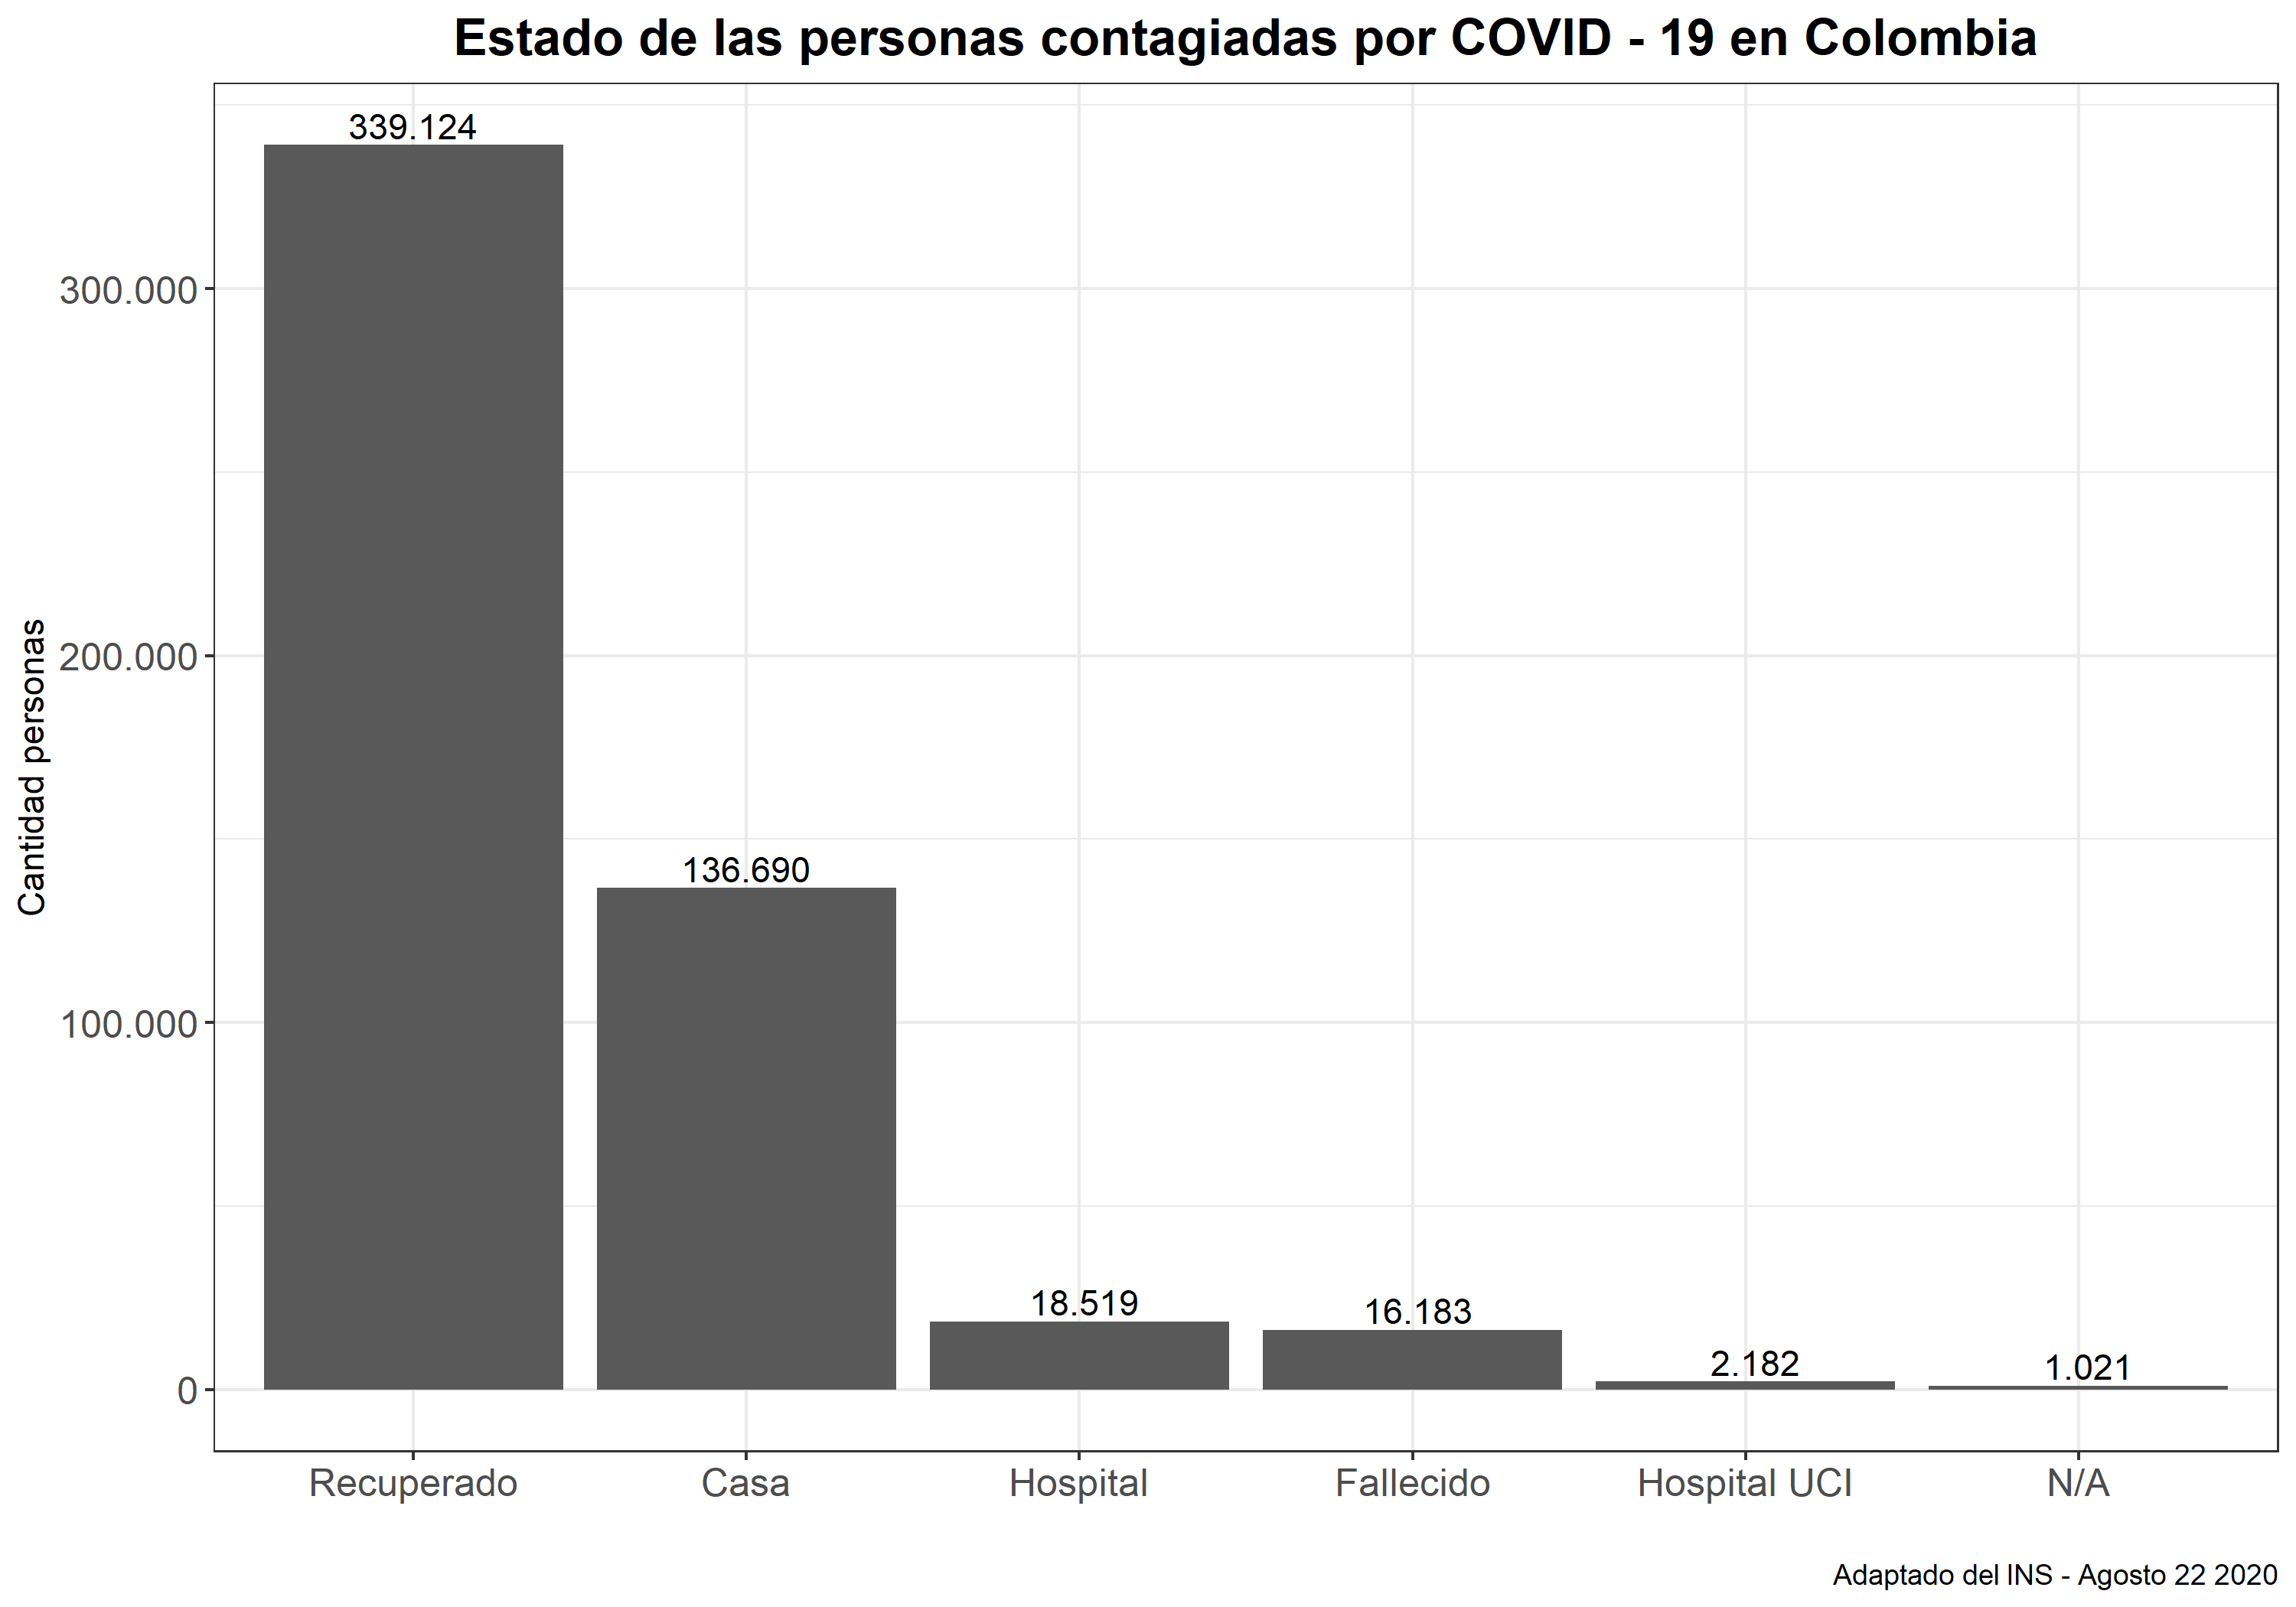 Estado de las personas contagiadas por COVID - 19 en Colombia
Cantidad personas
300.000
200.000
100.000
0
339.124
136.690
18.519
16.183
2.182
1.021
Recuperado
Casa
Hospital
Fallecido
Hospital UCI
N/A
Adaptado del INS - Agosto 22 2020